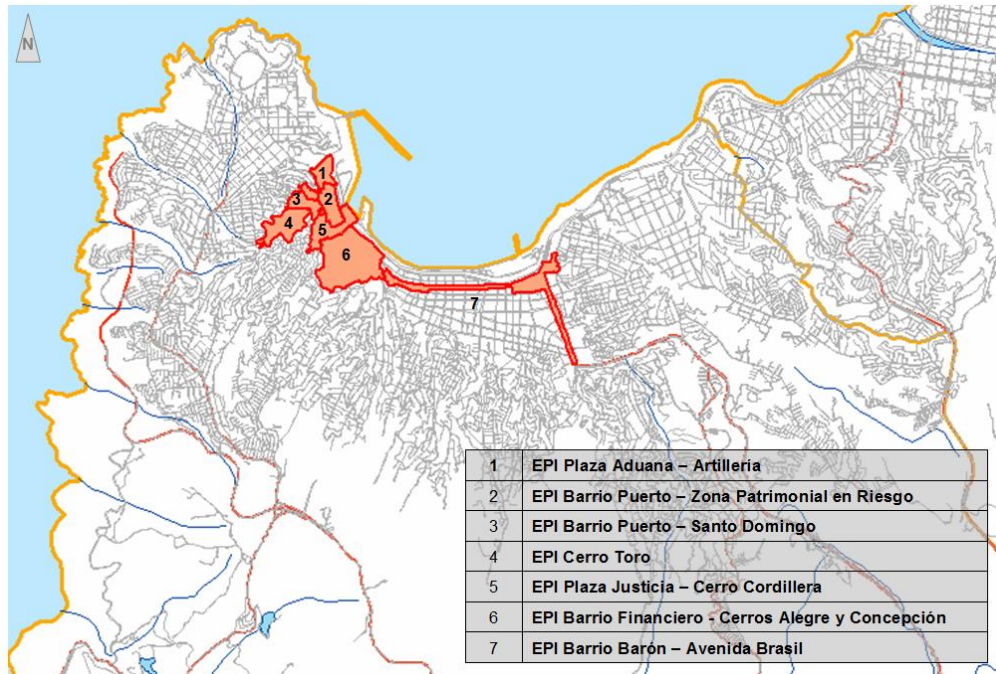 N
1
3
2
4
5
6
7
1 EPI Plaza Aduana – Artilleria
2 EPI Barrio Puerto – Zona Patrimonial en Riesgo
3 EPI Barrio Puerto – Santo Domingo
4 EPI Cerro Toro
5 EPI Plaza Justicia – Cerro Cordillera
6 EPI Barrio Financiero - Cerros Alegre y Concepción
7 EPI Barrio Barón – Avenida Brasil